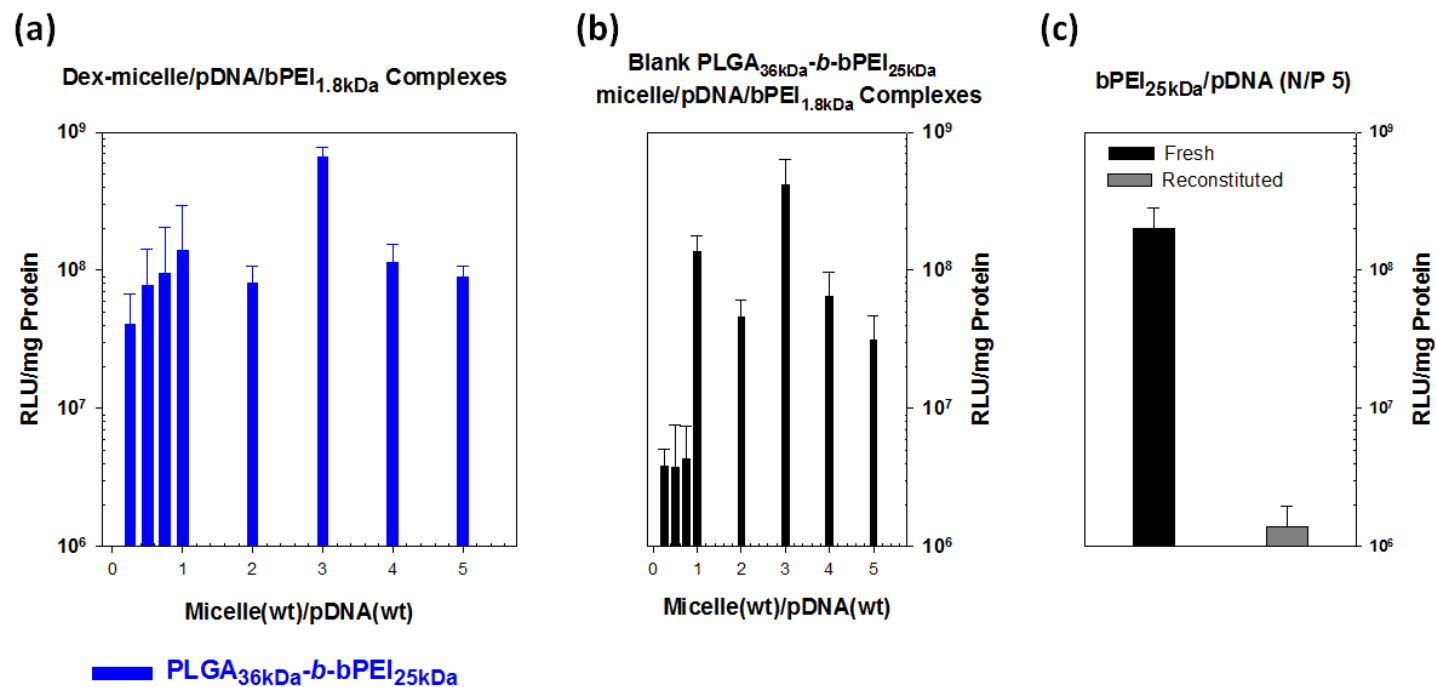 (a)
Dex-micelle/pDNA/bPEI1.8kDa Complexes
10⁹
10⁸
10⁷
10⁶
RLU/mg Protein
0 1 2 3 4 5
Micelle(wt)/pDNA(wt)
PLGA36kDa-b-bPEI25kDa
(b)
Blank PLGA36kDa-b-bPEI25kDa
micelle/pDNA/bPEI1.8kDa Complexes
10⁹
10⁸
10⁷
10⁶
RLU/mg Protein
0 1 2 3 4 5
Micelle(wt)/pDNA(wt)
(c)
bPEI25kDa/pDNA (N/P 5)
Fresh
Reconstituted
10⁹
10⁸
10⁷
10⁶
RLU/mg Protein